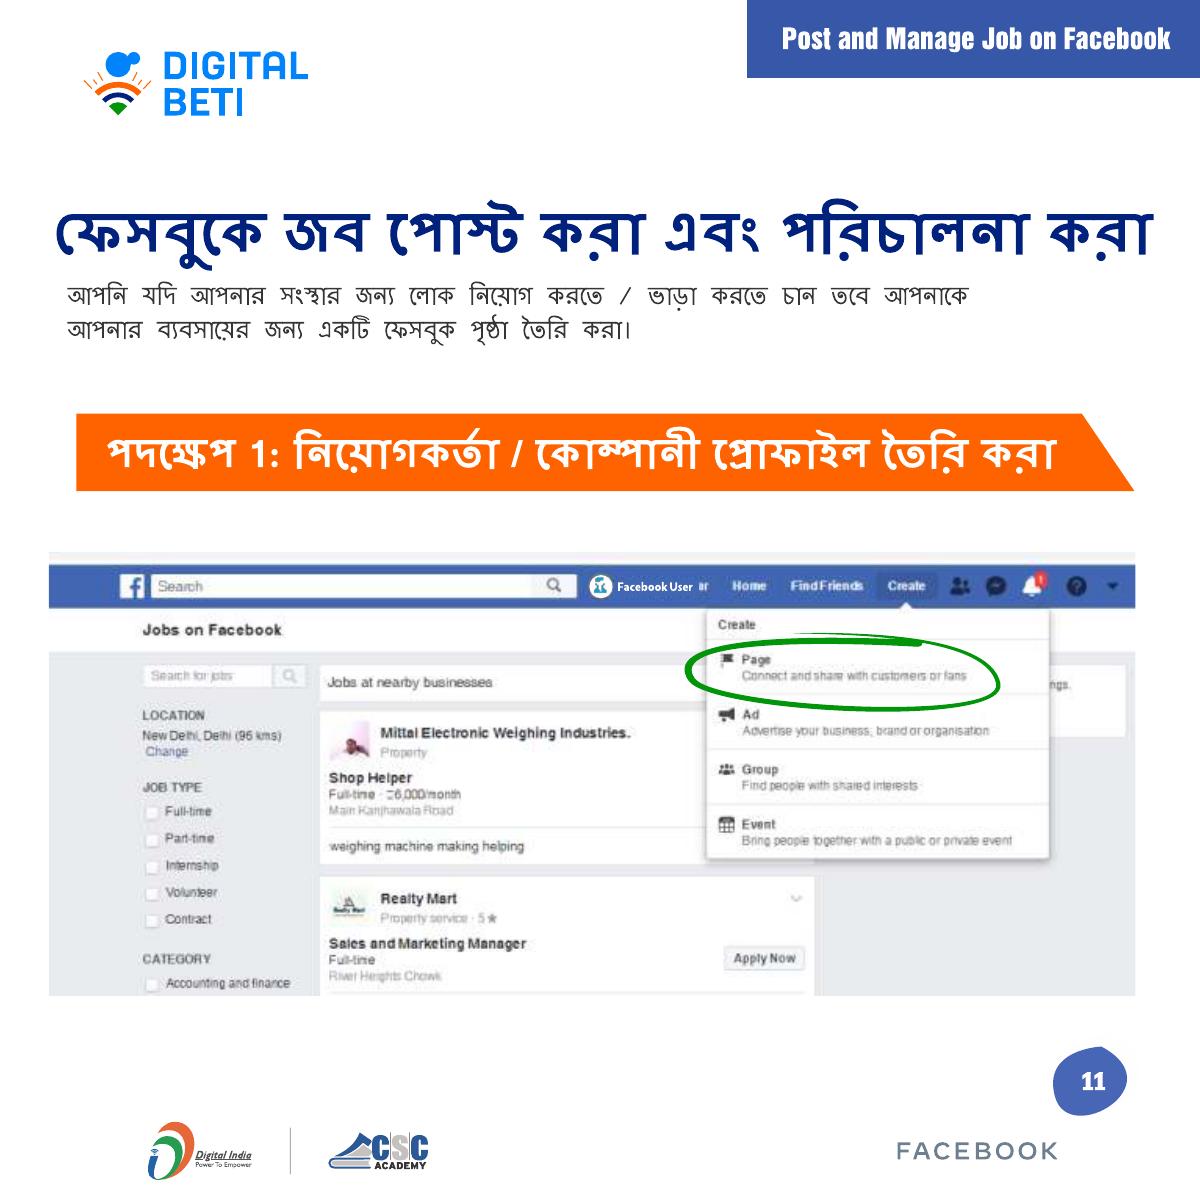 Post and Manage Job on Facebook
DIGITAL
BETI
ফেসবুকে জব পোস্ট করা এবং পরিচালনা করা
আপনি যদি আপনার সংস্থার জন্য লোক নিয়োগ করতে / ভাড়া করতে চান তবে আপনাকে
আপনার ব্যবসায়ের জন্য একটি ফেসবুক পৃষ্ঠা তৈরি করা।
পদক্ষেপ 1: নিয়োগকর্তা / কোম্পানী প্রোফাইল তৈরি করা
Search
Facebook User
Home
Find Friends
Create
1
Jobs on Facebook
Create
Page
Connect and share with customers or fans
Ad
Advertise your business, brand or organisation
Group
Find people with shared interests
Event
Bring people together with a public or private event
Search for jobs
LOCATION
New Delhi, Delhi (96 kms)
Change
JOB TYPE
Full-time
Part-time
Internship
Volunteer
Contract
CATEGORY
Accounting and finance
Jobs at nearby businesses
ngs.
Mittal Electronic Weighing Industries.
Property
Shop Helper
Full-time · 6,000/month
Main Kanjhawala Road
weighing machine making helping
Realty Mart
Property service · 5★
Sales and Marketing Manager
Full-time
River Heights Chowk
Apply Now
11
Digital India
Power To Empower
CSC
ACADEMY
FACEBOOK